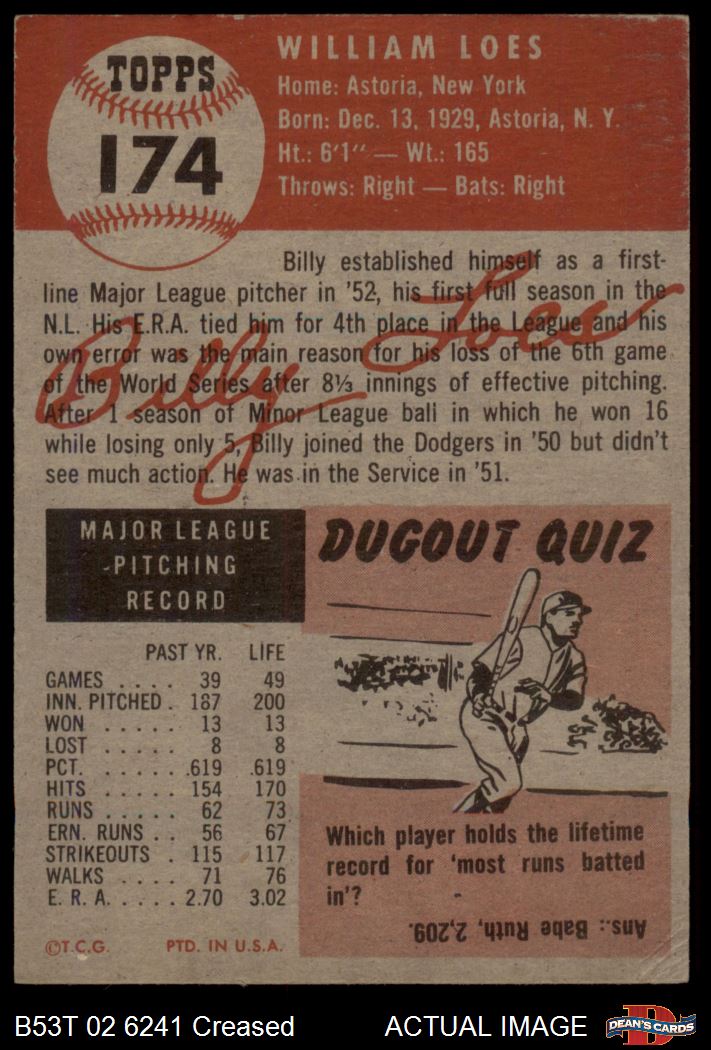 TOPPS
174
WILLIAM LOES
Home: Astoria, New York
Born: Dec. 13, 1929, Astoria, N. Y.
Ht.: 6'1" — Wt.: 165
Throws: Right — Bats: Right
Billy established himself as a first-
line Major League pitcher in '52, his first full season in the
N.L. His E.R.A. tied him for 4th place in the League and his
own error was the main reason for his loss of the 6th game
of the World Series after 8⅓ innings of effective pitching.
After 1 season of Minor League ball in which he won 16
while losing only 5, Billy joined the Dodgers in '50 but didn't
see much action. He was in the Service in '51.
Billy Loes
MAJOR LEAGUE
PITCHING
RECORD
PAST YR. LIFE
GAMES . . . . 39 49
INN. PITCHED . 187 200
WON . . . . . 13 13
LOST . . . . . 8 8
PCT. . . . . . .619 .619
HITS . . . . . 154 170
RUNS . . . . . 62 73
ERN. RUNS . . 56 67
STRIKEOUTS . 115 117
WALKS . . . . 71 76
E. R. A. . . . . 2.70 3.02
©T.C.G. PTD. IN U.S.A.
DUGOUT QUIZ
Which player holds the lifetime
record for 'most runs batted
in'?
Ans.: Babe Ruth, 2,209.
B53T 02 6241 Creased ACTUAL IMAGE
D
DEAN'S CARDS